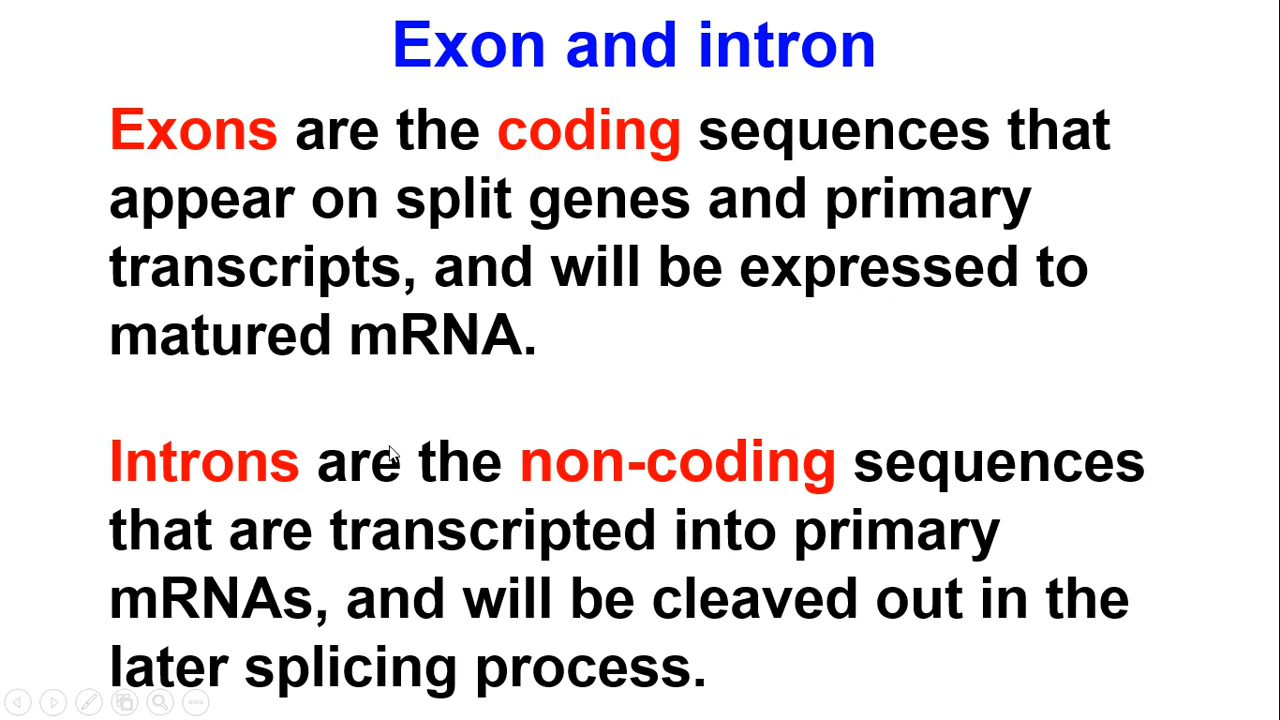 Exon and intron
Exons are the coding sequences that
appear on split genes and primary
transcripts, and will be expressed to
matured mRNA.
Introns are the non-coding sequences
that are transcripted into primary
mRNAs, and will be cleaved out in the
later splicing process.